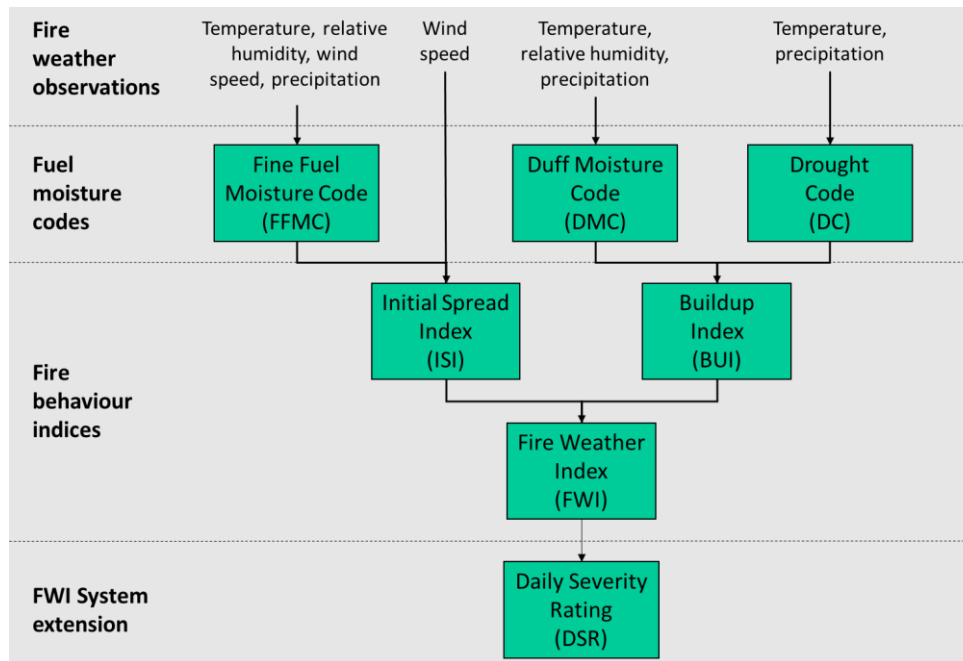 Fire
weather
observations
Temperature, relative
humidity, wind
speed, precipitation
Wind
speed
Temperature,
relative humidity,
precipitation
Temperature,
precipitation
Fuel
moisture
codes
Fine Fuel
Moisture Code
(FFMC)
Duff Moisture
Code
(DMC)
Drought
Code
(DC)
Fire
behaviour
indices
Initial Spread
Index
(ISI)
Buildup
Index
(BUI)
Fire Weather
Index
(FWI)
FWI System
extension
Daily Severity
Rating
(DSR)